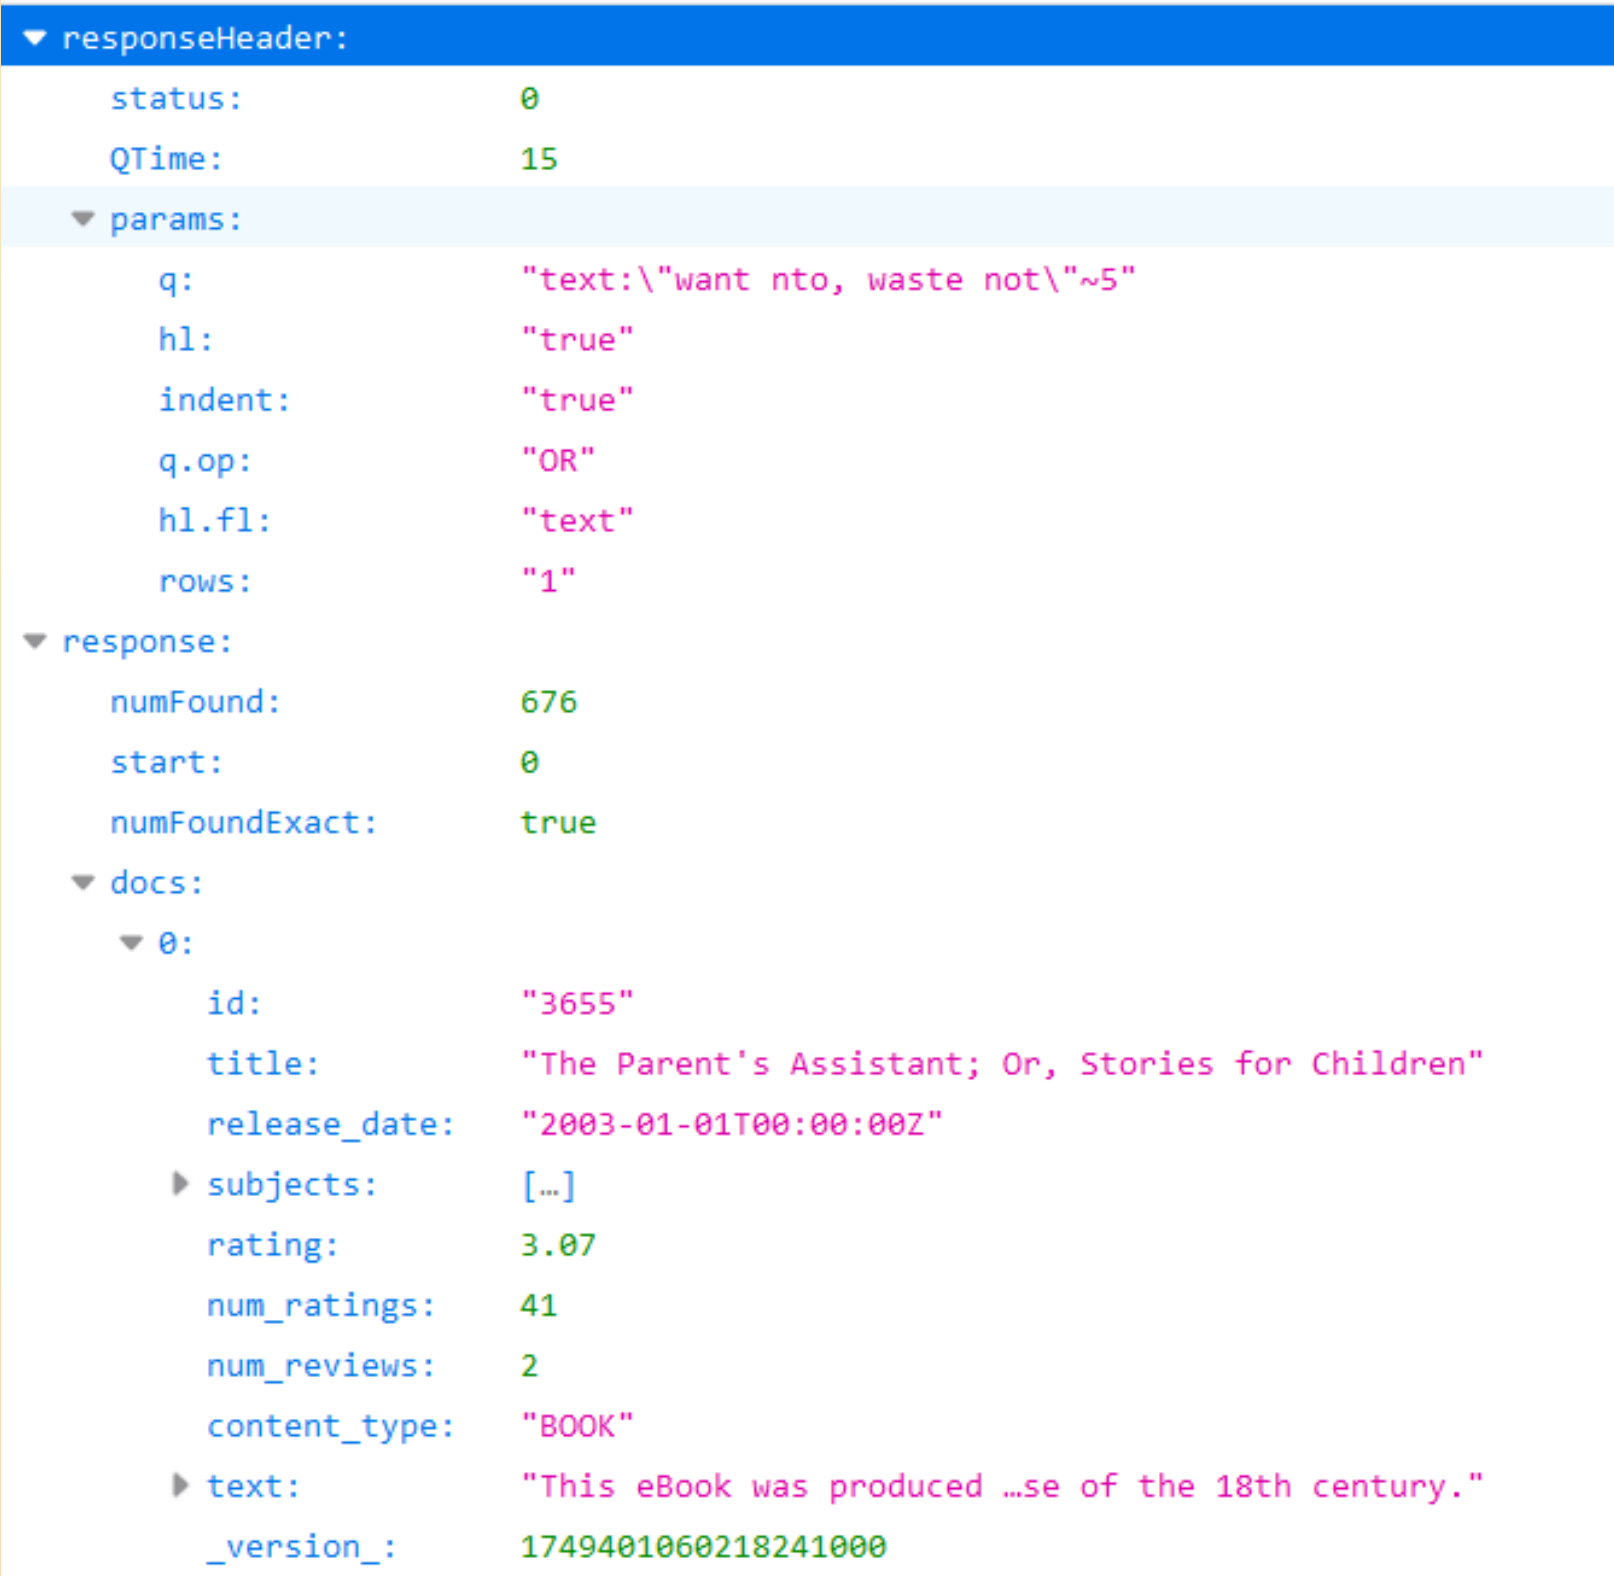 responseHeader:
status: 0
QTime: 15
params:
q: "text:\"want nto, waste not\"~5"
hl: "true"
indent: "true"
q.op: "OR"
hl.fl: "text"
rows: "1"
response:
numFound: 676
start: 0
numFoundExact: true
docs:
0:
id: "3655"
title: "The Parent's Assistant; Or, Stories for Children"
release_date: "2003-01-01T00:00:00Z"
subjects: […]
rating: 3.07
num_ratings: 41
num_reviews: 2
content_type: "BOOK"
text: "This eBook was produced …se of the 18th century."
_version_: 1749401060218241000